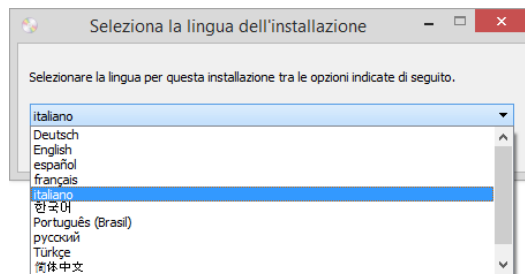 Seleziona la lingua dell'installazione
Selezionare la lingua per questa installazione tra le opzioni indicate di seguito.
italiano
Deutsch
English
español
français
italiano
한국어
Português (Brasil)
русский
Türkçe
简体中文